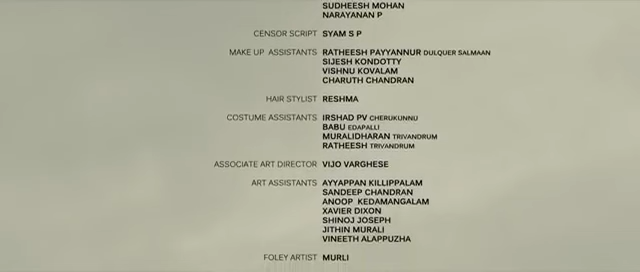 SUDHEESH MOHAN
NARAYANAN P
CENSOR SCRIPT SYAM S P
MAKE UP ASSISTANTS RATHEESH PAYYANNUR DULQUER SALMAAN
SIJESH KONDOTTY
VISHNU KOVALAM
CHARUTH CHANDRAN
HAIR STYLIST RESHMA
COSTUME ASSISTANTS IRSHAD PV CHERUKUNNU
BABU EDAPALLI
MURALIDHARAN TRIVANDRUM
RATHEESH TRIVANDRUM
ASSOCIATE ART DIRECTOR VIJO VARGHESE
ART ASSISTANTS AYYAPPAN KILLIPPALAM
SANDEEP CHANDRAN
ANOOP KEDAMANGALAM
XAVIER DIXON
SHINOJ JOSEPH
JITHIN MURALI
VINEETH ALAPPUZHA
FOLEY ARTIST MURLI